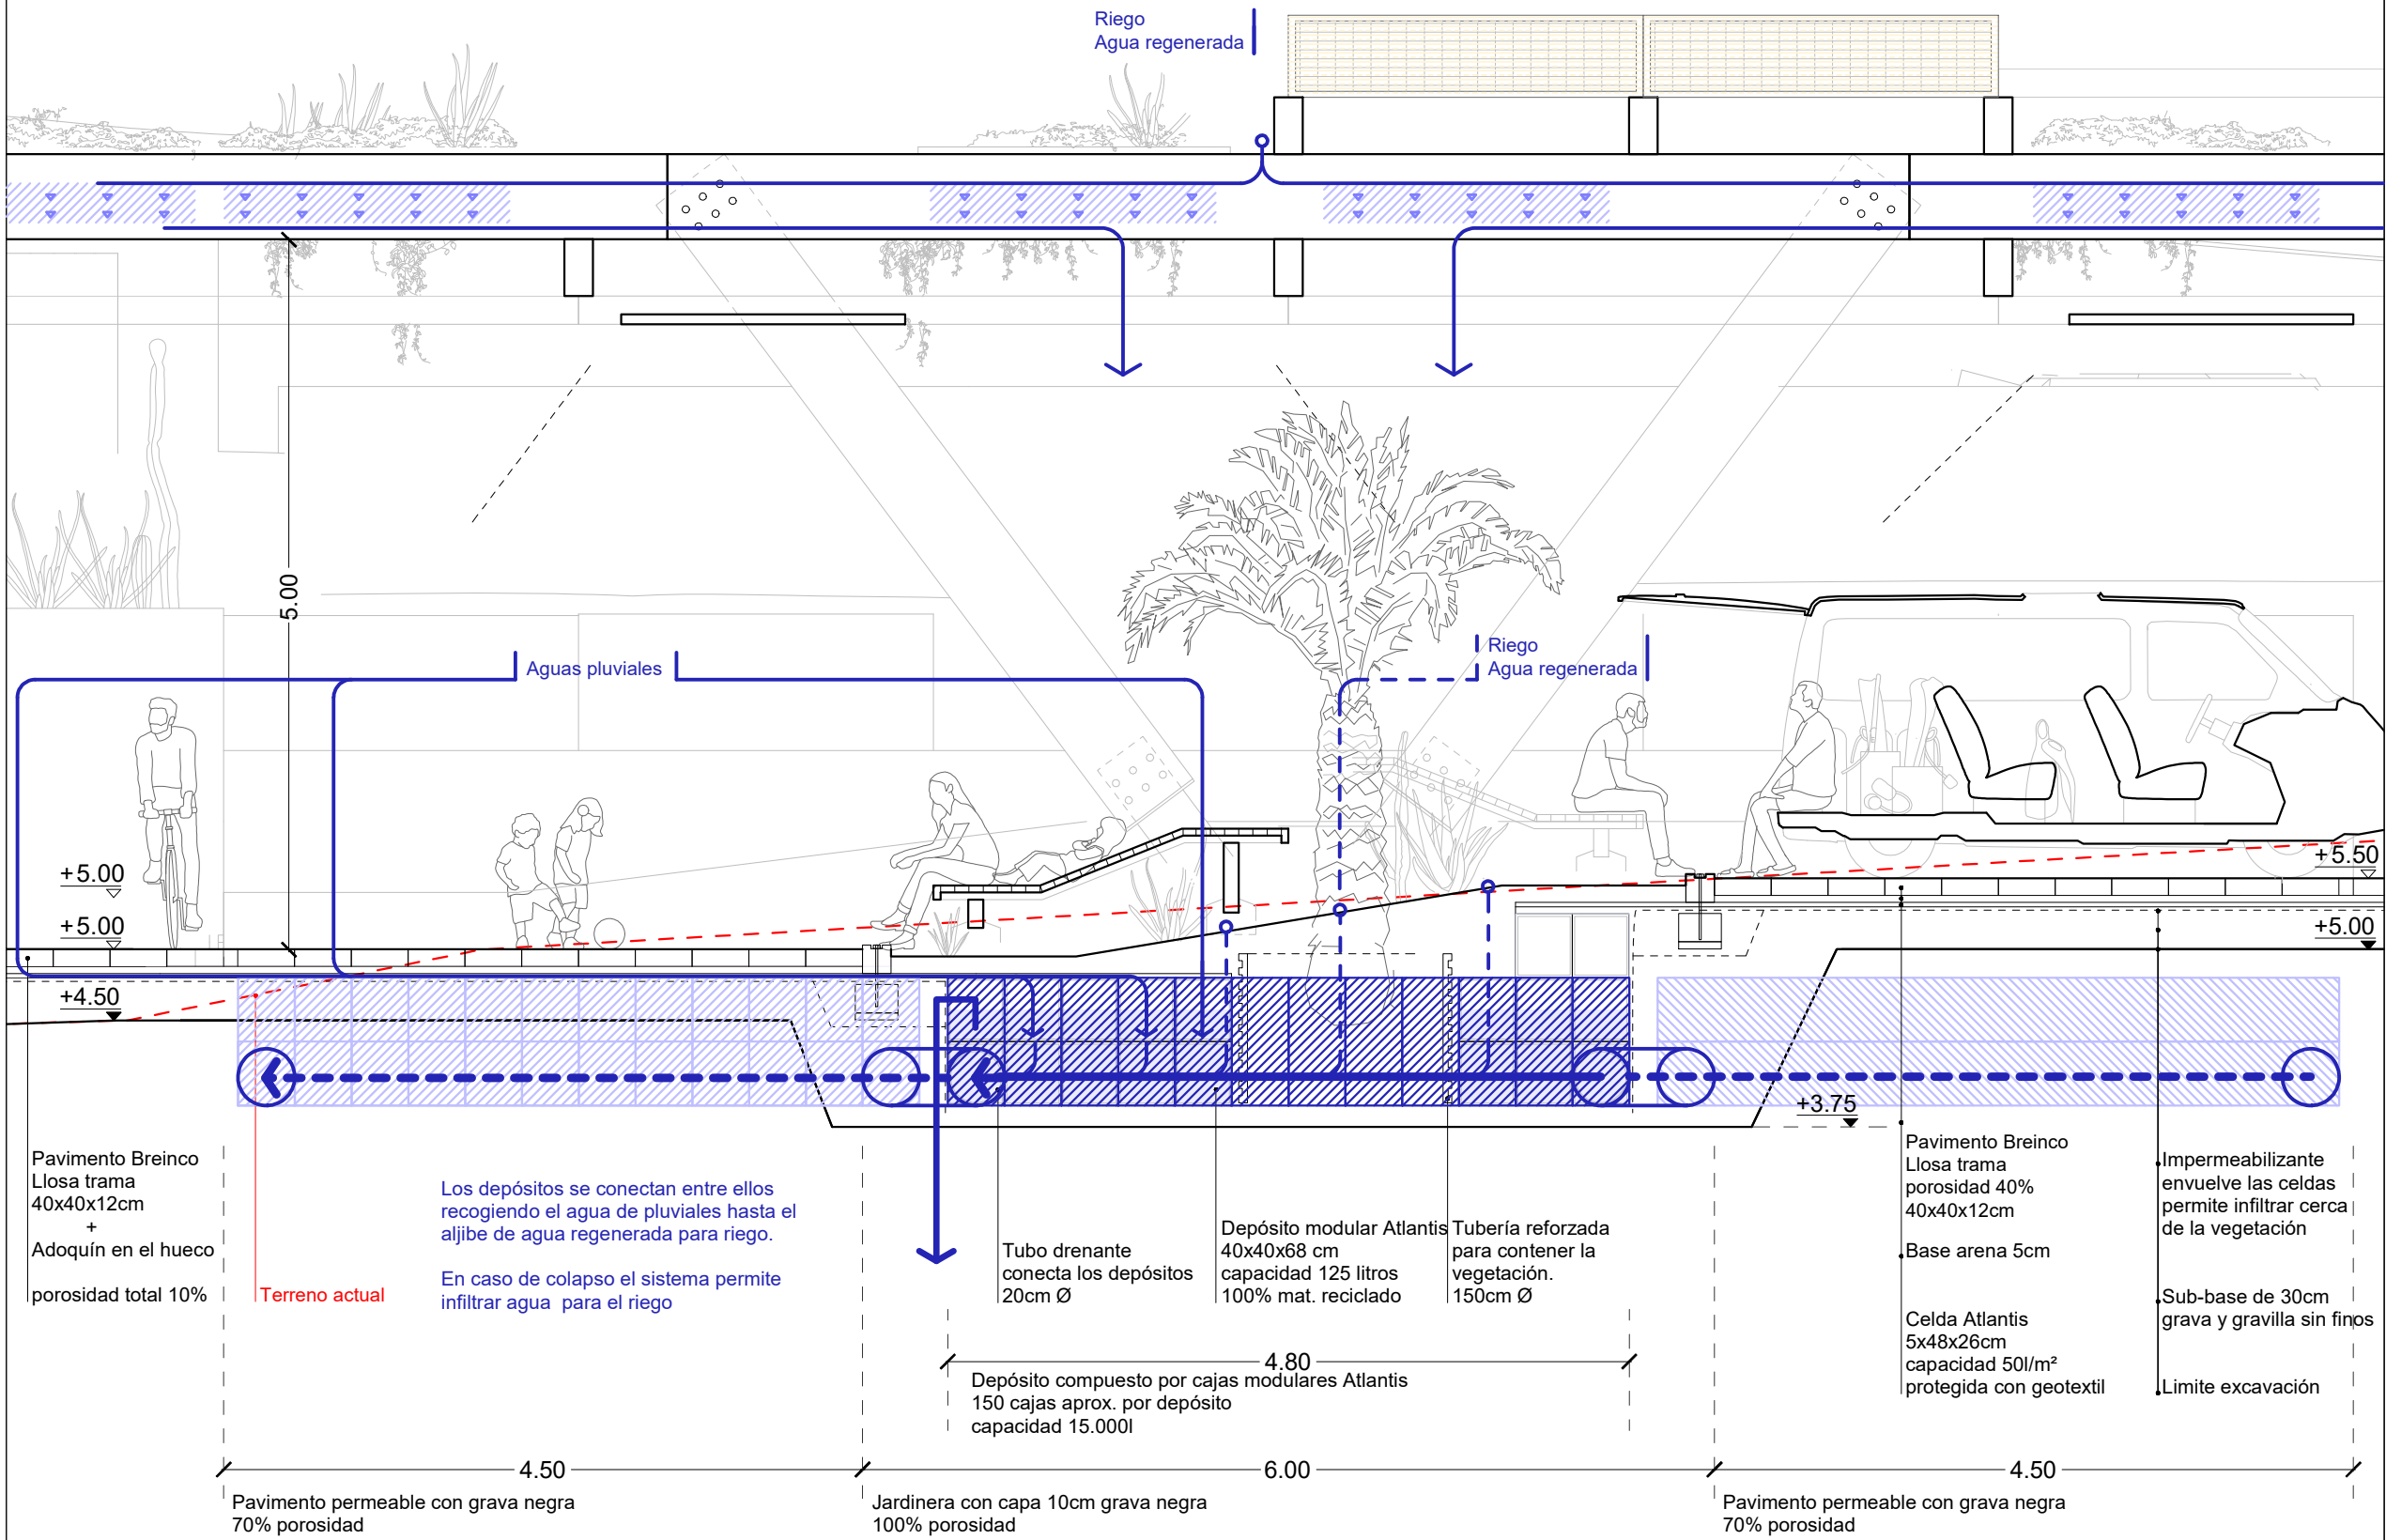 Riego
Agua regenerada
5.00
Aguas pluviales
Riego
Agua regenerada
+5.00
+5.00
+4.50
+5.50
+5.00
+3.75
Pavimento Breinco
Llosa trama
40x40x12cm
+
Adoquín en el hueco
porosidad total 10%
Terreno actual
Los depósitos se conectan entre ellos
recogiendo el agua de pluviales hasta el
aljibe de agua regenerada para riego.
En caso de colapso el sistema permite
infiltrar agua para el riego
Tubo drenante
conecta los depósitos
20cm Ø
Depósito modular Atlantis
40x40x68 cm
capacidad 125 litros
100% mat. reciclado
Tubería reforzada
para contener la
vegetación.
150cm Ø
Pavimento Breinco
Llosa trama
porosidad 40%
40x40x12cm
Base arena 5cm
Celda Atlantis
5x48x26cm
capacidad 50l/m²
protegida con geotextil
Impermeabilizante
envuelve las celdas
permite infiltrar cerca
de la vegetación
Sub-base de 30cm
grava y gravilla sin finos
Limite excavación
4.80
Depósito compuesto por cajas modulares Atlantis
150 cajas aprox. por depósito
capacidad 15.000l
4.50
6.00
4.50
Pavimento permeable con grava negra
70% porosidad
Jardinera con capa 10cm grava negra
100% porosidad
Pavimento permeable con grava negra
70% porosidad